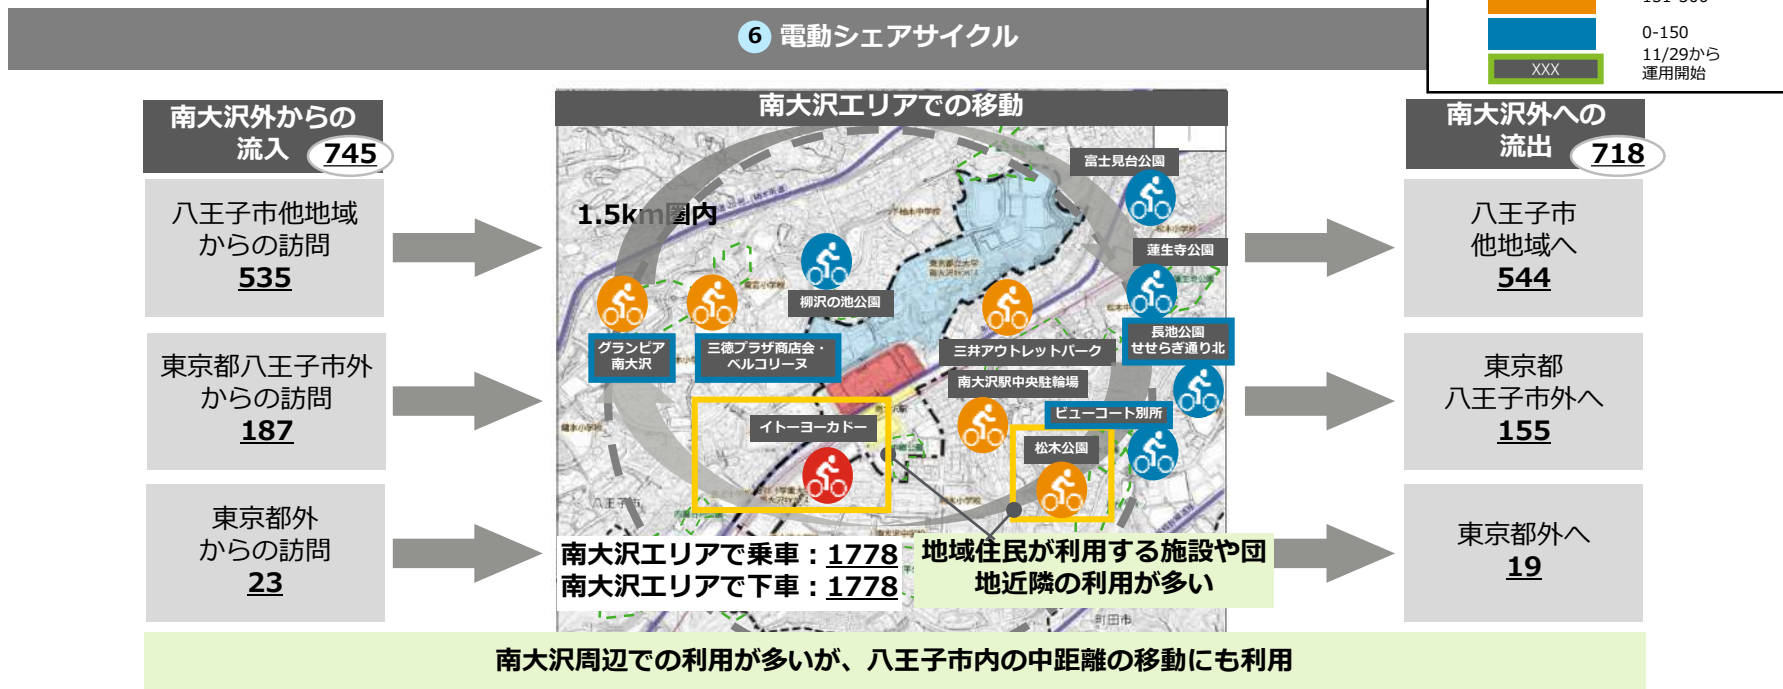 6 電動シェアサイクル
0-150
11/29から
運用開始
XXX
南大沢外からの
流入 745
八王子市他地域
からの訪問
535
東京都八王子市外
からの訪問
187
東京都外
からの訪問
23
南大沢エリアでの移動
1.5km圏内
富士見台公園
蓮生寺公園
柳沢の池公園
長池公園
せせらぎ通り北
グランピア
南大沢
三徳プラザ商店会・
ベルコリーヌ
三井アウトレットパーク
南大沢駅中央駐輪場
ビューコート別所
イトーヨーカドー
松木公園
八王子市
町田市
南大沢エリアで乗車：1778
南大沢エリアで下車：1778
地域住民が利用する施設や団
地近隣の利用が多い
南大沢外への
流出 718
八王子市
他地域へ
544
東京都
八王子市外へ
155
東京都外へ
19
南大沢周辺での利用が多いが、八王子市内の中距離の移動にも利用